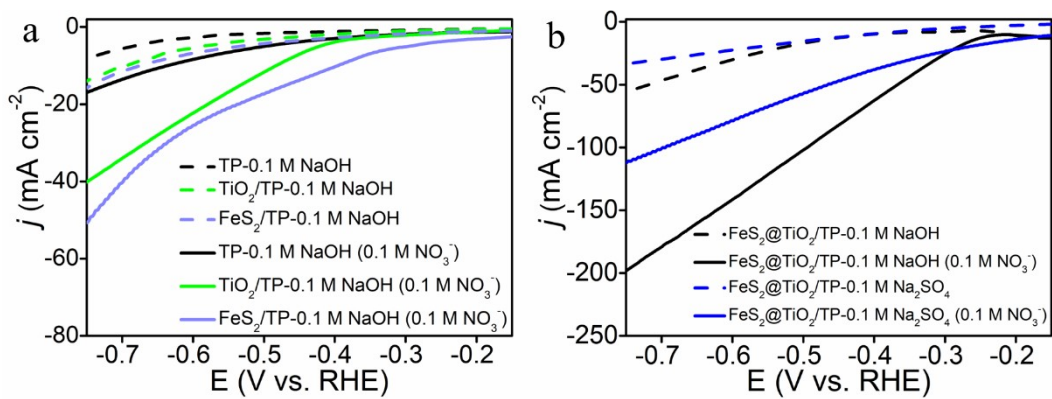 a
0
-20
-40
-60
-80
j (mA cm⁻²)
TP-0.1 M NaOH
TiO₂/TP-0.1 M NaOH
FeS₂/TP-0.1 M NaOH
TP-0.1 M NaOH (0.1 M NO₃⁻)
TiO₂/TP-0.1 M NaOH (0.1 M NO₃⁻)
FeS₂/TP-0.1 M NaOH (0.1 M NO₃⁻)
-0.7 -0.6 -0.5 -0.4 -0.3 -0.2
E (V vs. RHE)
b
0
-50
-100
-150
-200
-250
j (mA cm⁻²)
FeS₂@TiO₂/TP-0.1 M NaOH
FeS₂@TiO₂/TP-0.1 M NaOH (0.1 M NO₃⁻)
FeS₂@TiO₂/TP-0.1 M Na₂SO₄
FeS₂@TiO₂/TP-0.1 M Na₂SO₄ (0.1 M NO₃⁻)
-0.7 -0.6 -0.5 -0.4 -0.3 -0.2
E (V vs. RHE)